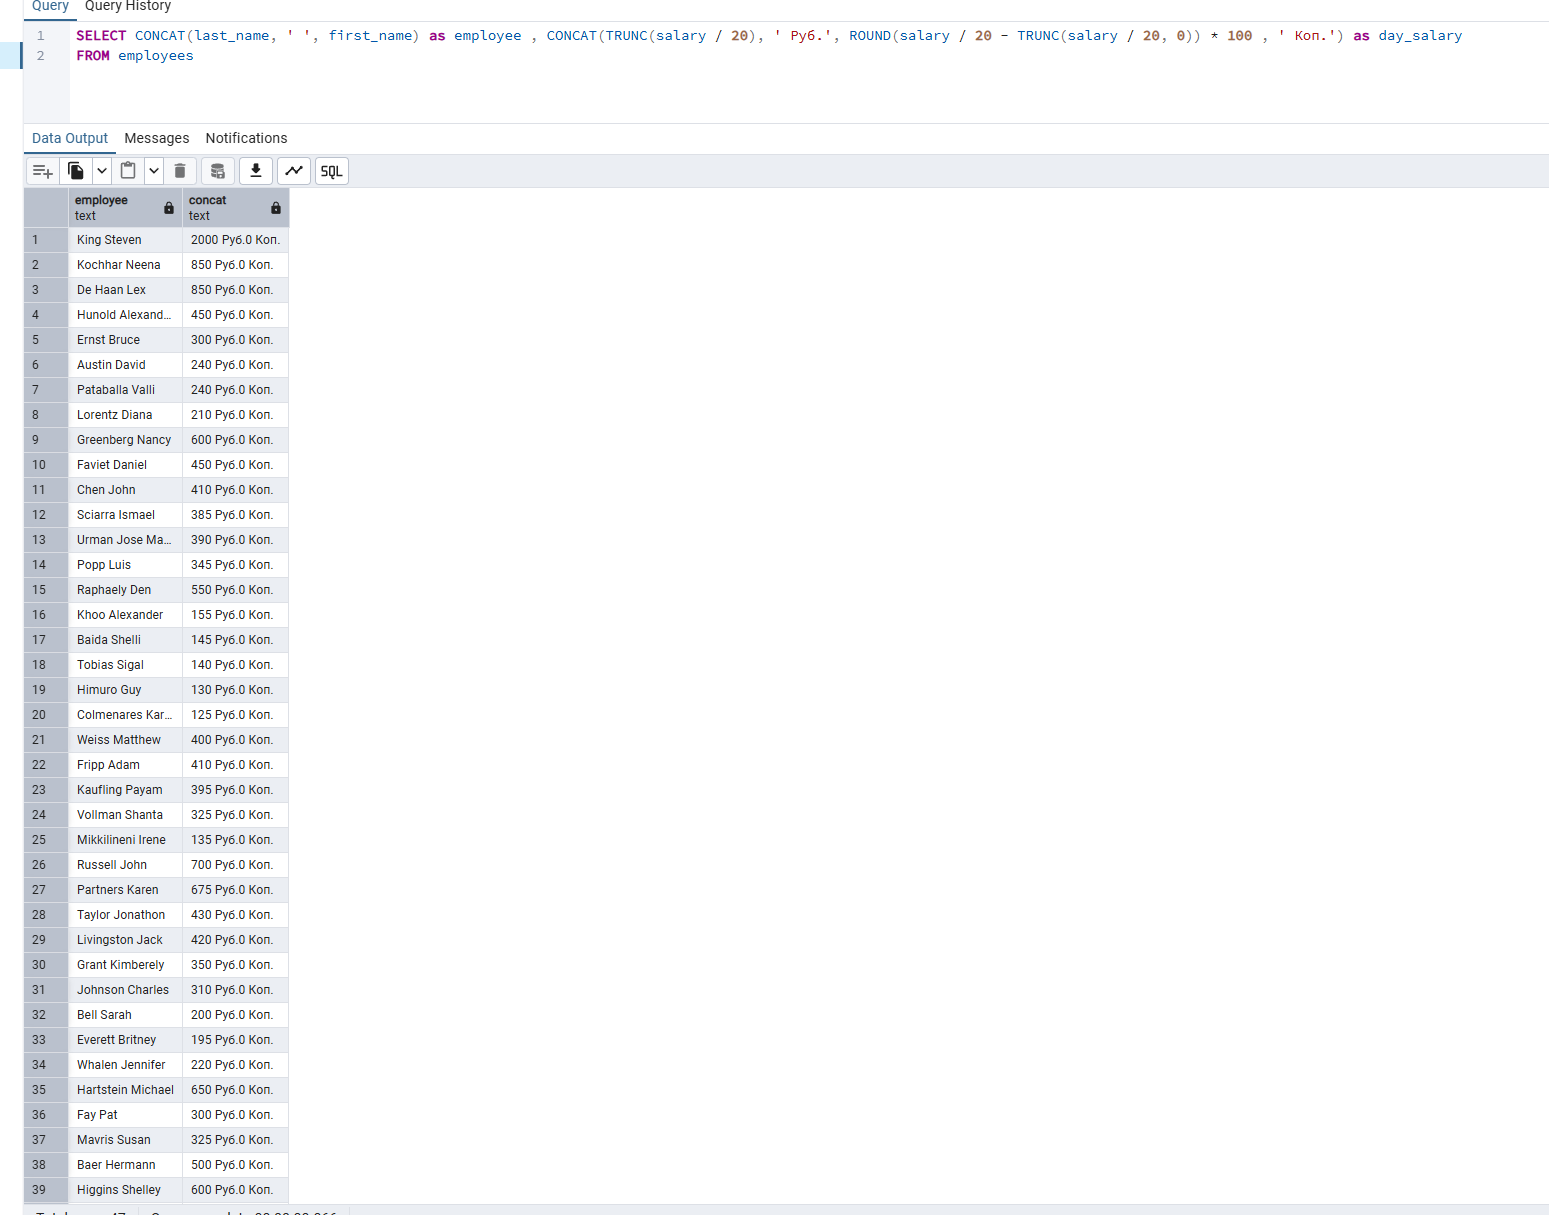 Query Query History
1 SELECT CONCAT(last_name, ' ', first_name) as employee , CONCAT(TRUNC(salary / 20), ' Руб.', ROUND(salary / 20 - TRUNC(salary / 20, 0)) * 100 , ' Коп.') as day_salary
2 FROM employees
Data Output Messages Notifications
SQL
employee concat
text text
1 King Steven 2000 Руб.0 Коп.
2 Kochhar Neena 850 Руб.0 Коп.
3 De Haan Lex 850 Руб.0 Коп.
4 Hunold Alexand... 450 Руб.0 Коп.
5 Ernst Bruce 300 Руб.0 Коп.
6 Austin David 240 Руб.0 Коп.
7 Pataballa Valli 240 Руб.0 Коп.
8 Lorentz Diana 210 Руб.0 Коп.
9 Greenberg Nancy 600 Руб.0 Коп.
10 Faviet Daniel 450 Руб.0 Коп.
11 Chen John 410 Руб.0 Коп.
12 Sciarra Ismael 385 Руб.0 Коп.
13 Urman Jose Ma... 390 Руб.0 Коп.
14 Popp Luis 345 Руб.0 Коп.
15 Raphaely Den 550 Руб.0 Коп.
16 Khoo Alexander 155 Руб.0 Коп.
17 Baida Shelli 145 Руб.0 Коп.
18 Tobias Sigal 140 Руб.0 Коп.
19 Himuro Guy 130 Руб.0 Коп.
20 Colmenares Kar... 125 Руб.0 Коп.
21 Weiss Matthew 400 Руб.0 Коп.
22 Fripp Adam 410 Руб.0 Коп.
23 Kaufling Payam 395 Руб.0 Коп.
24 Vollman Shanta 325 Руб.0 Коп.
25 Mikkilineni Irene 135 Руб.0 Коп.
26 Russell John 700 Руб.0 Коп.
27 Partners Karen 675 Руб.0 Коп.
28 Taylor Jonathon 430 Руб.0 Коп.
29 Livingston Jack 420 Руб.0 Коп.
30 Grant Kimberely 350 Руб.0 Коп.
31 Johnson Charles 310 Руб.0 Коп.
32 Bell Sarah 200 Руб.0 Коп.
33 Everett Britney 195 Руб.0 Коп.
34 Whalen Jennifer 220 Руб.0 Коп.
35 Hartstein Michael 650 Руб.0 Коп.
36 Fay Pat 300 Руб.0 Коп.
37 Mavris Susan 325 Руб.0 Коп.
38 Baer Hermann 500 Руб.0 Коп.
39 Higgins Shelley 600 Руб.0 Коп.